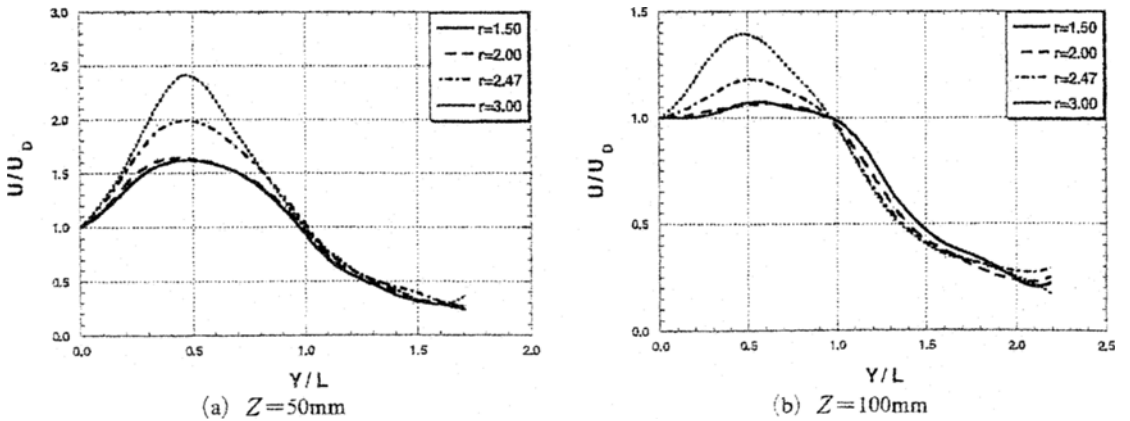 3.0
2.5
2.0
1.5
1.0
0.5
0.0
U/U_D
r=1.50
r=2.00
r=2.47
r=3.00
0.0 0.5 1.0 1.5 2.0
Y/L
(a) Z=50mm
1.5
1.0
0.5
0.0
U/U_D
r=1.50
r=2.00
r=2.47
r=3.00
0.0 0.5 1.0 1.5 2.0 2.5
Y/L
(b) Z=100mm